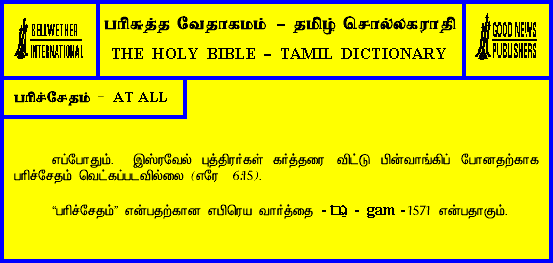 BELLWETHER
INTERNATIONAL
பரிசுத்த வேதாகமம் - தமிழ் சொல்லகராதி
THE HOLY BIBLE - TAMIL DICTIONARY
GOOD NEWS
PUBLISHERS
பரிச்சேதம் - AT ALL
எப்போதும். இஸ்ரவேல் புத்திரர்கள் கர்த்தரை விட்டு பின்வாங்கிப் போனதற்காக
பரிச்சேதம் வெட்கப்படவில்லை (எரே 6:15).
"பரிச்சேதம்" என்பதற்கான எபிரெய வார்த்தை - גם - gam -1571 என்பதாகும்.